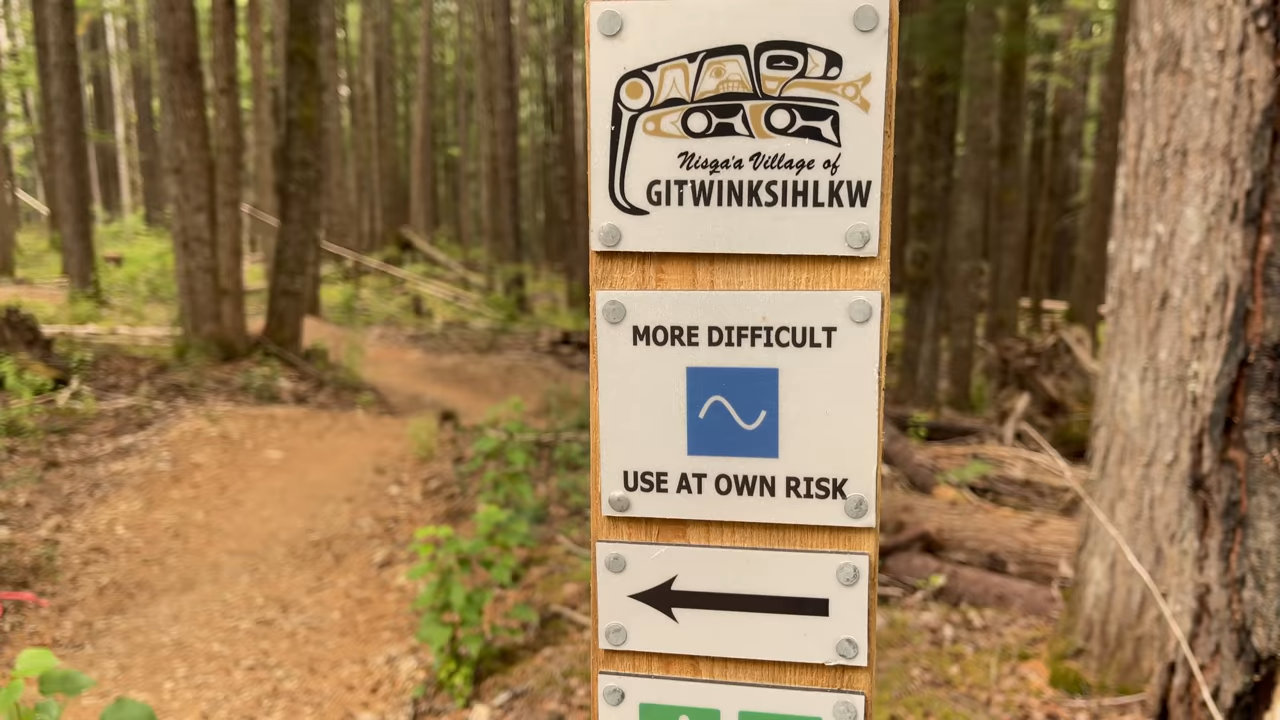 Nisga'a Village of
GITWINKSIHLKW
MORE DIFFICULT
USE AT OWN RISK